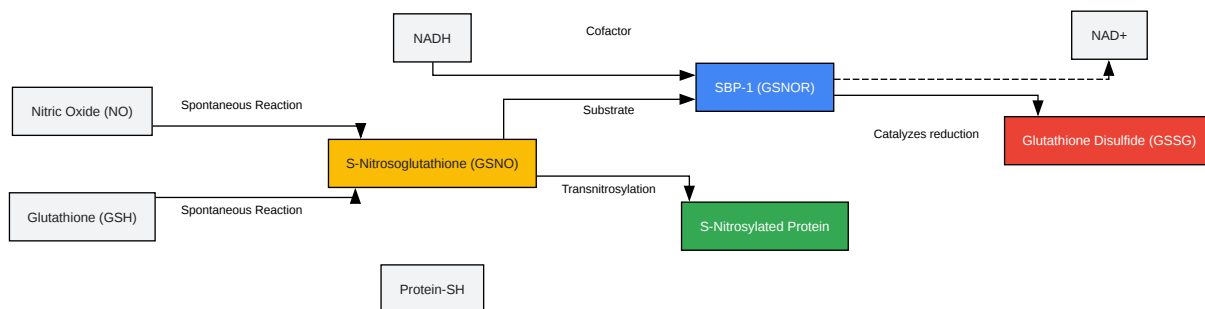 NADH
Cofactor
NAD+
Nitric Oxide (NO)
Spontaneous Reaction
SBP-1 (GSNOR)
Substrate
Catalyzes reduction
Glutathione Disulfide (GSSG)
S-Nitrosoglutathione (GSNO)
Transnitrosylation
Glutathione (GSH)
Spontaneous Reaction
S-Nitrosylated Protein
Protein-SH